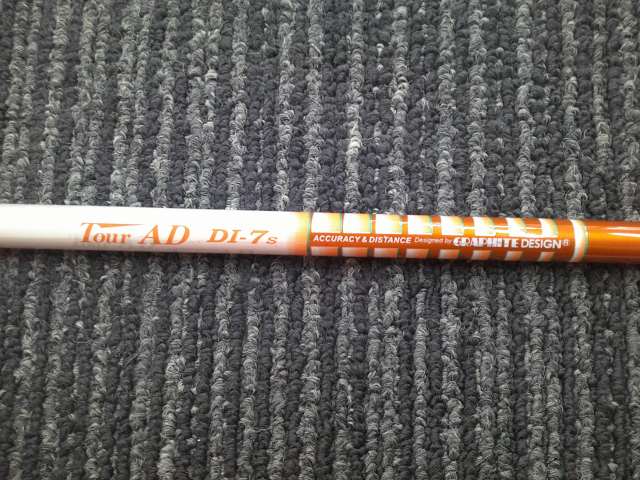 Tour AD DI-7s ACCURACY & DISTANCE Designed by GRAPHITE DESIGN®